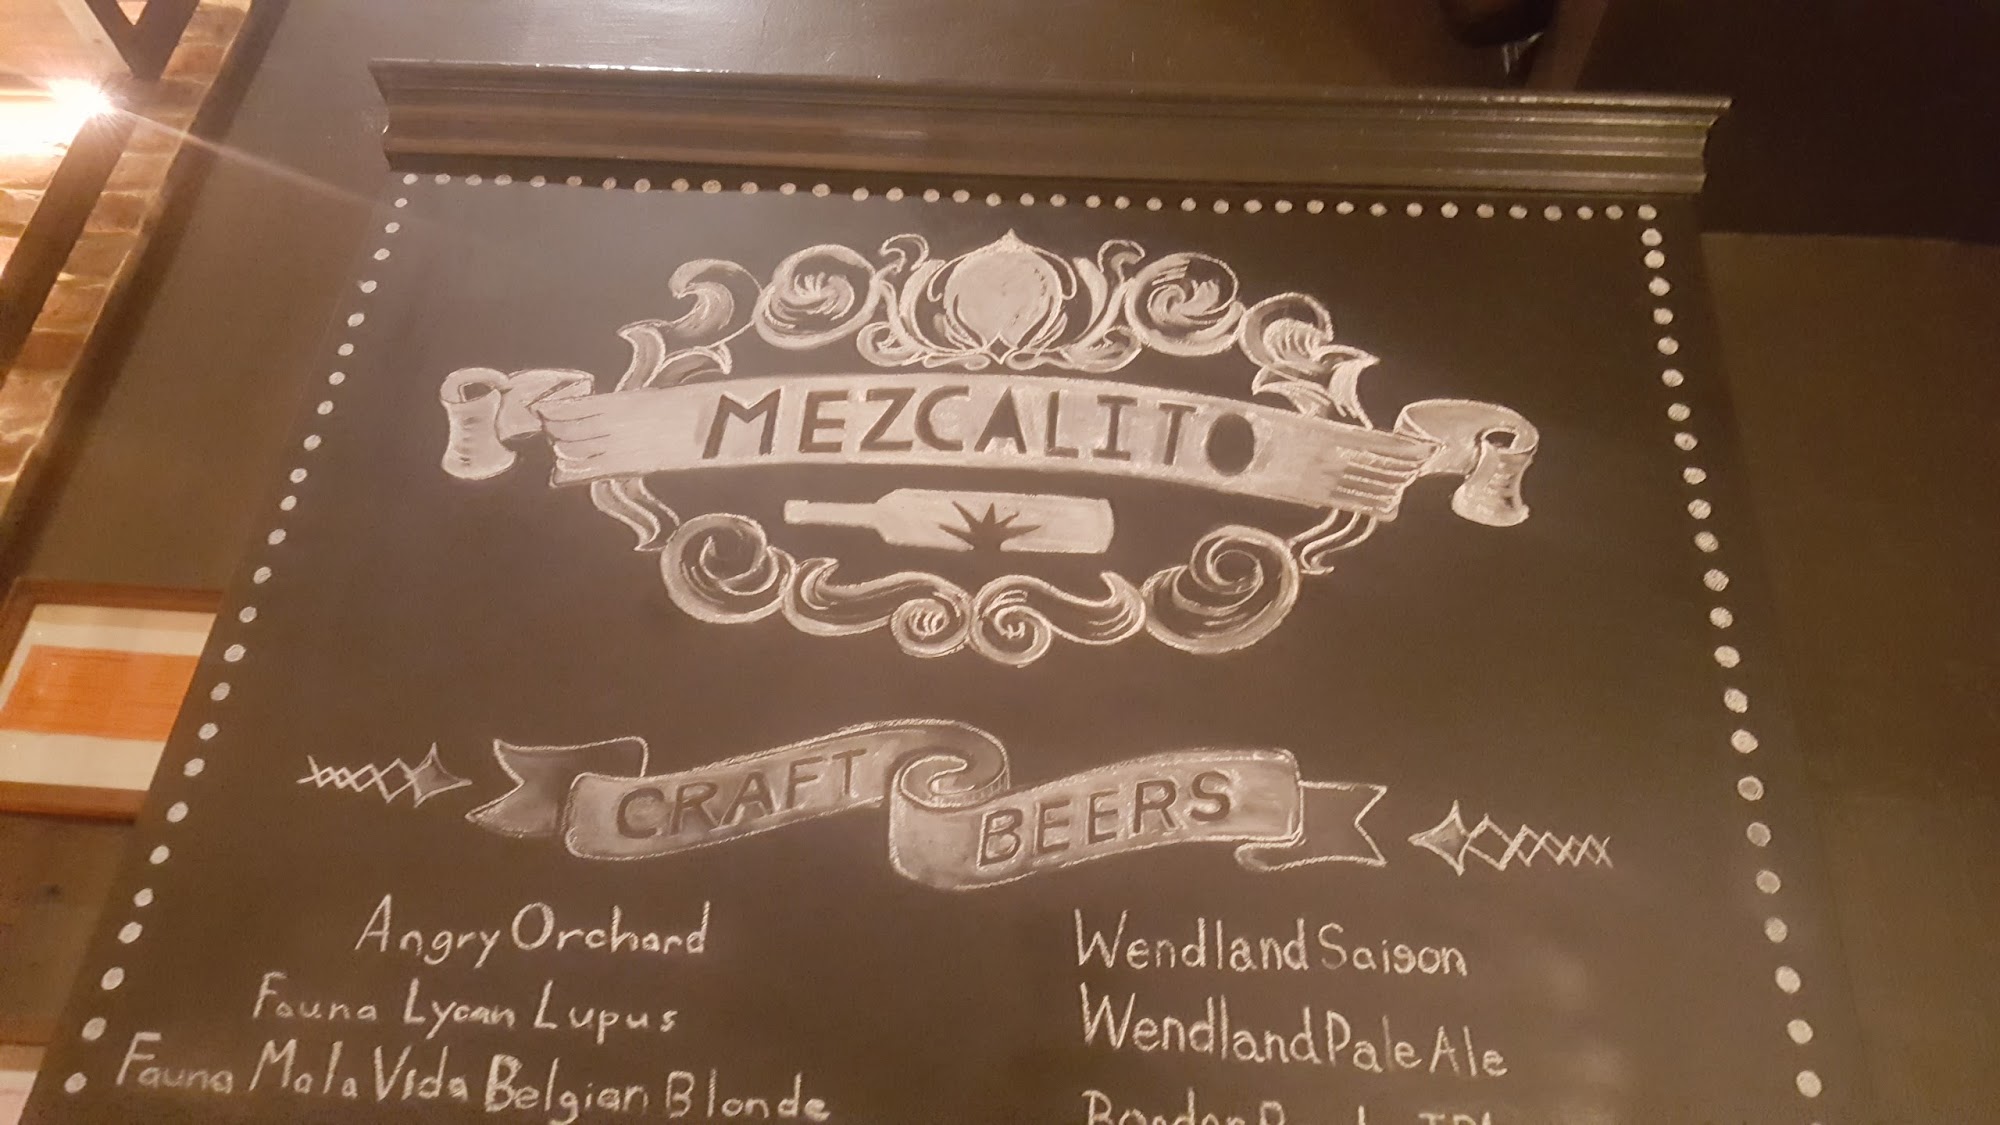 MEZCALITO
CRAFT BEERS
Angry Orchard
Fauna Lycan Lupus
Fauna Mala Vida Belgian Blonde
Wendland Saison
Wendland Pale Ale